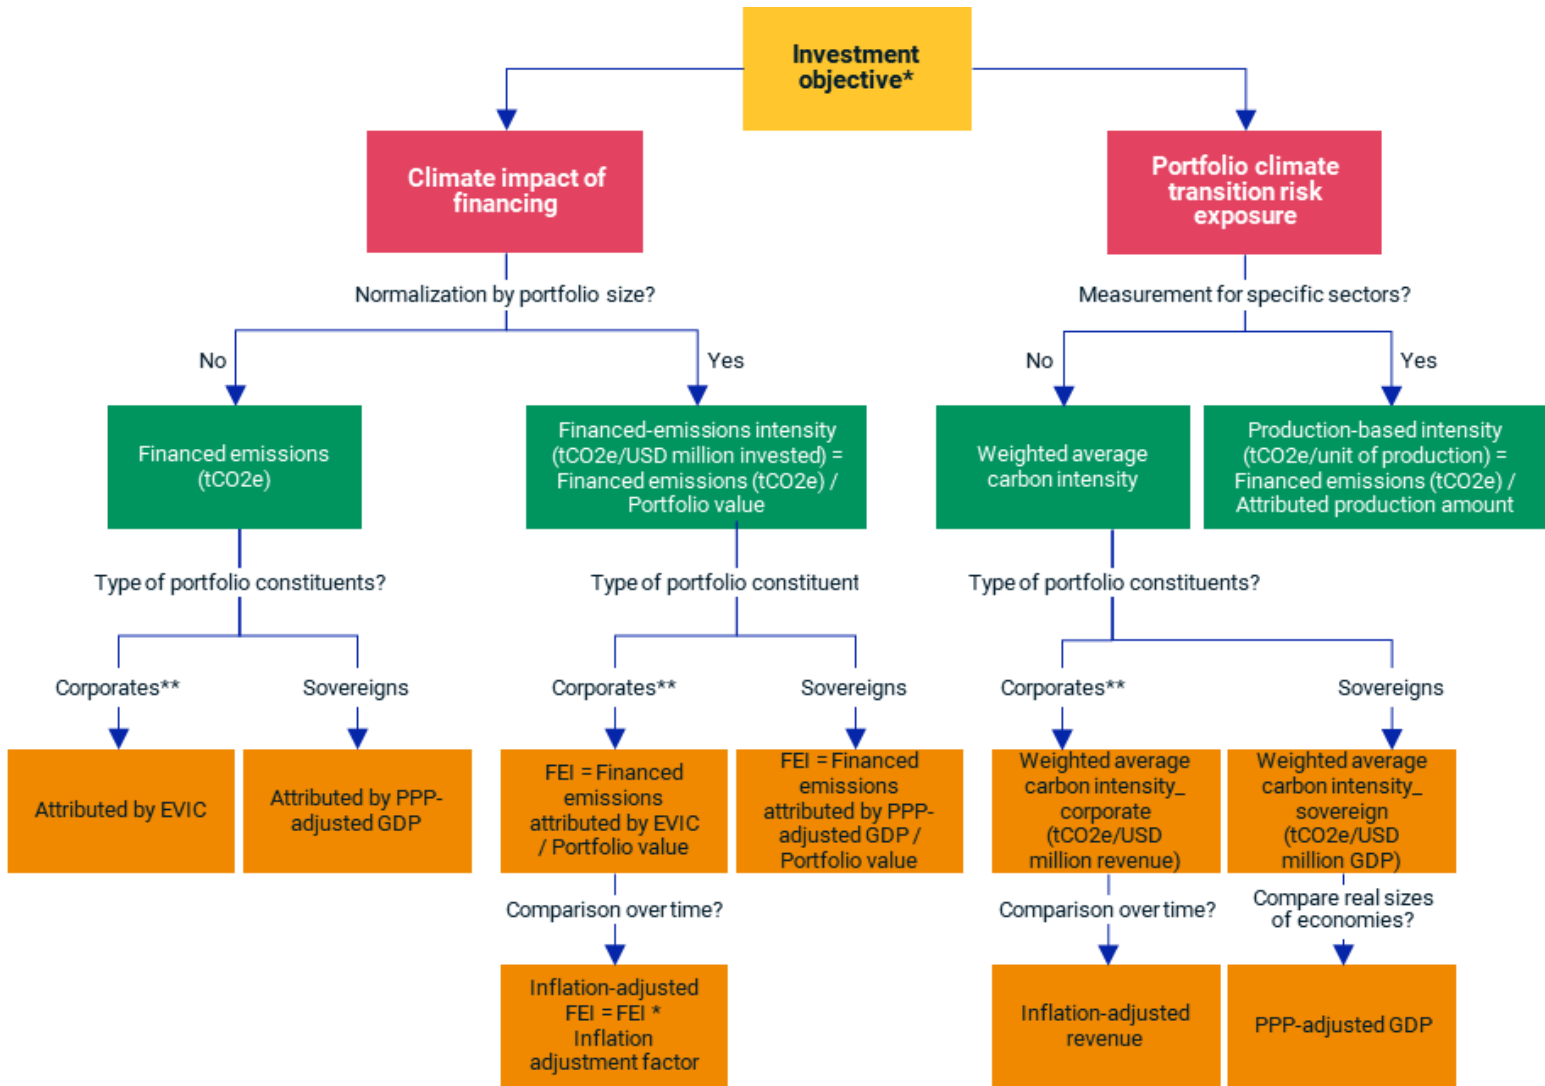 Investment
objective*
Climate impact of
financing
Portfolio climate
transition risk
exposure
Normalization by portfolio size?
Measurement for specific sectors?
No
Yes
No
Yes
Financed emissions
(tCO2e)
Financed-emissions intensity
(tCO2e/USD million invested) =
Financed emissions (tCO2e) /
Portfolio value
Weighted average
carbon intensity
Production-based intensity
(tCO2e/unit of production) =
Financed emissions (tCO2e) /
Attributed production amount
Type of portfolio constituents?
Type of portfolio constituent
Type of portfolio constituents?
Corporates**
Sovereigns
Corporates**
Sovereigns
Corporates**
Sovereigns
Attributed by EVIC
Attributed by PPP-
adjusted GDP
FEI = Financed
emissions
attributed by EVIC
/ Portfolio value
FEI = Financed
emissions
attributed by PPP-
adjusted GDP /
Portfolio value
Weighted average
carbon intensity_
corporate
(tCO2e/USD
million revenue)
Weighted average
carbon intensity_
sovereign
(tCO2e/USD
million GDP)
Comparison over time?
Comparison over time?
Compare real sizes
of economies?
Inflation-adjusted
FEI = FEI *
Inflation
adjustment factor
Inflation-adjusted
revenue
PPP-adjusted GDP